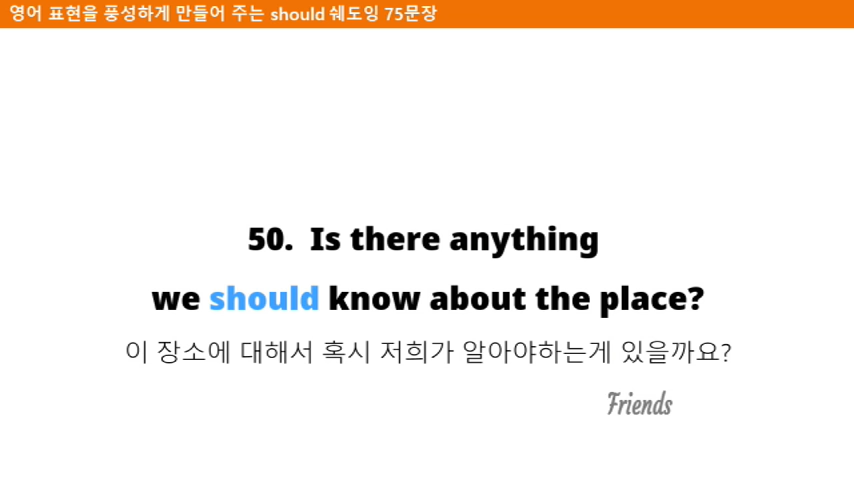 영어 표현을 풍성하게 만들어 주는 should 쉐도잉 75문장
50. Is there anything
we should know about the place?
이 장소에 대해서 혹시 저희가 알아야하는게 있을까요?
Friends